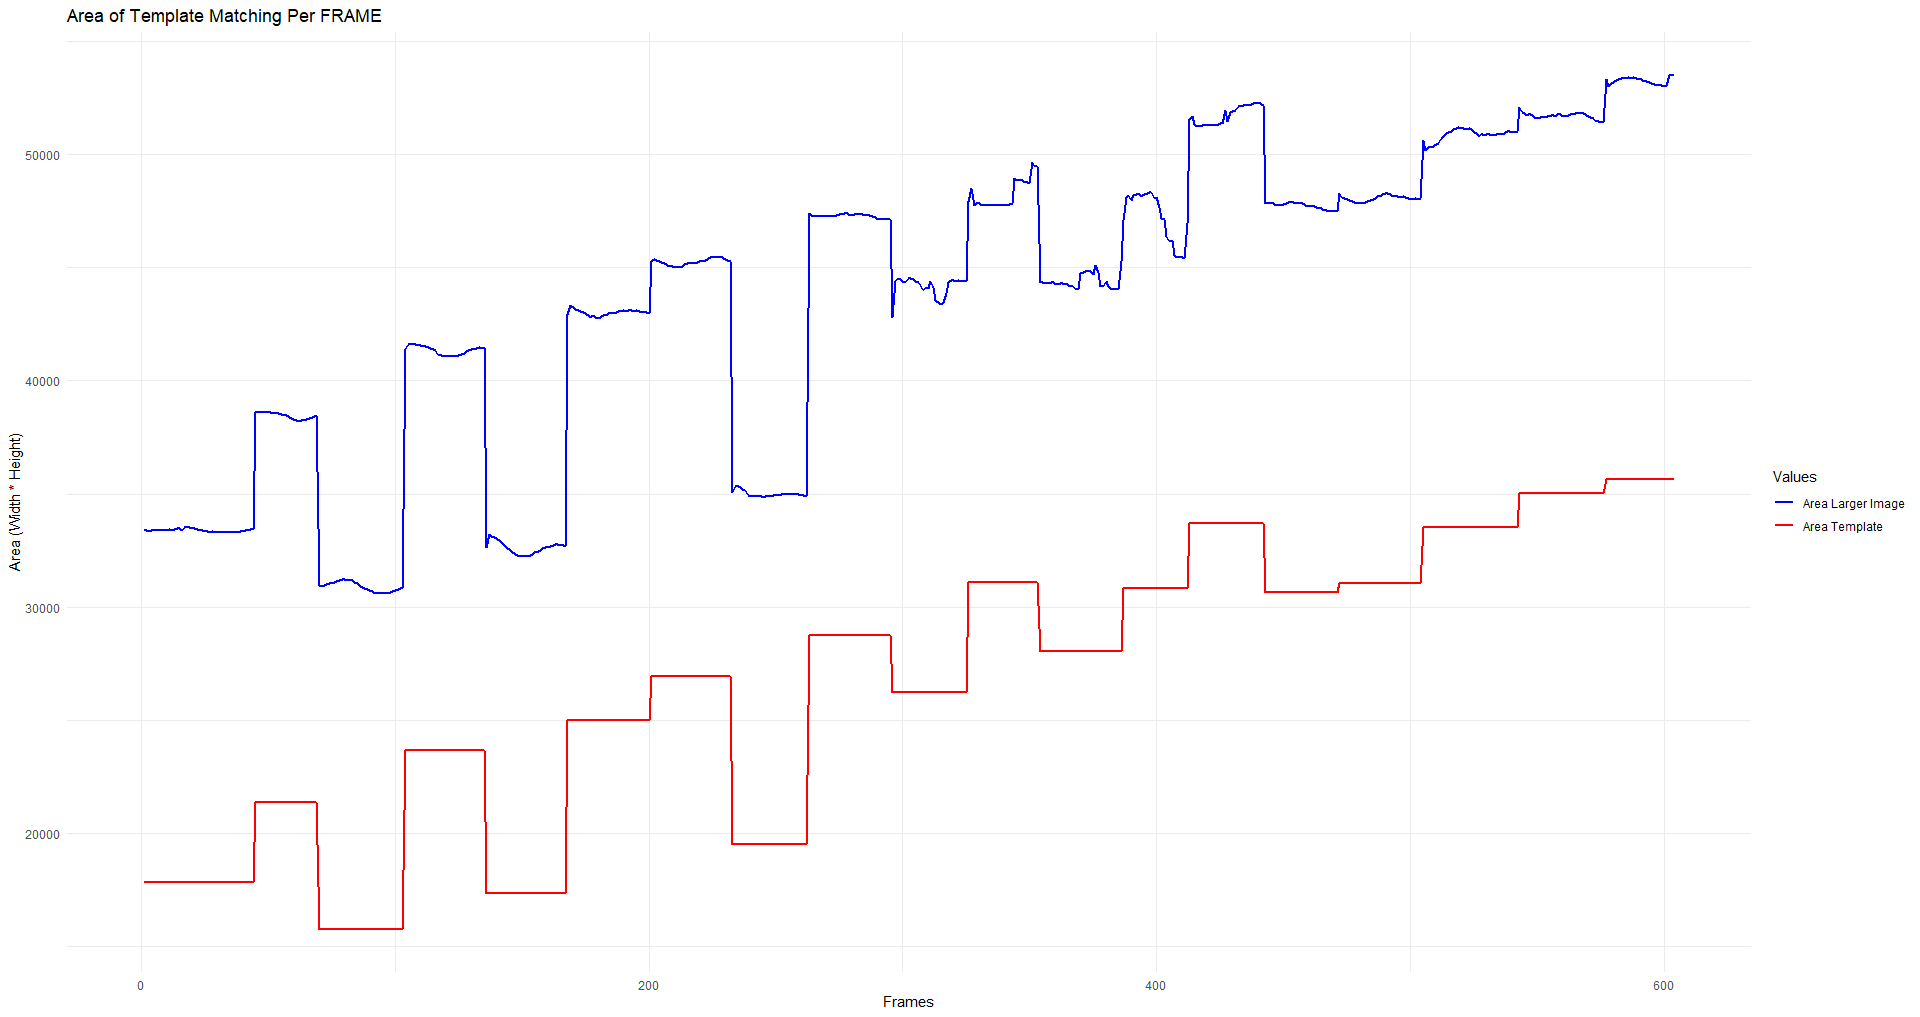 Area of Template Matching Per FRAME
50000
40000
30000
20000
Area (Width * Height)
0
200
400
600
Frames
Values
Area Larger Image
Area Template